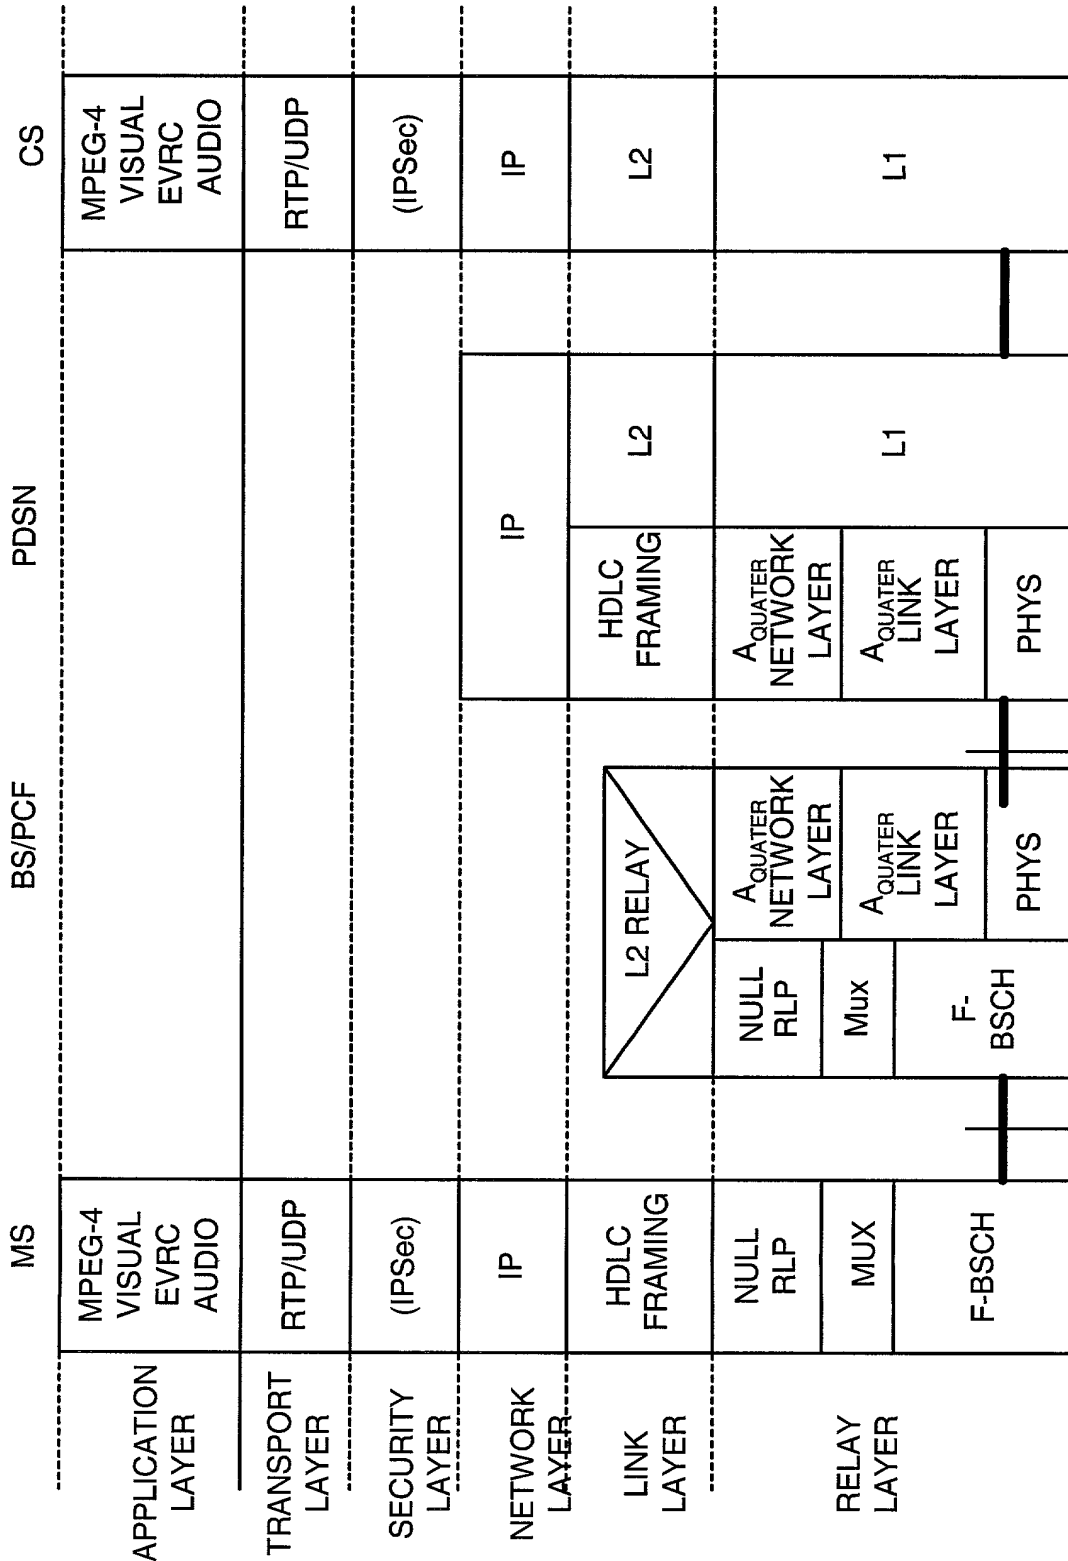 MS
BS/PCF
PDSN
CS
APPLICATION
LAYER
MPEG-4
VISUAL
EVRC
AUDIO
MPEG-4
VISUAL
EVRC
AUDIO
TRANSPORT
LAYER
RTP/UDP
RTP/UDP
SECURITY
LAYER
(IPSec)
(IPSec)
NETWORK
LAYER
IP
IP
IP
LINK
LAYER
HDLC
FRAMING
L2 RELAY
HDLC
FRAMING
L2
L2
RELAY
LAYER
NULL
RLP
MUX
F-BSCH
NULL
RLP
Mux
F-
BSCH
AQUATER
NETWORK
LAYER
AQUATER
LINK
LAYER
PHYS
AQUATER
NETWORK
LAYER
AQUATER
LINK
LAYER
PHYS
L1
L1